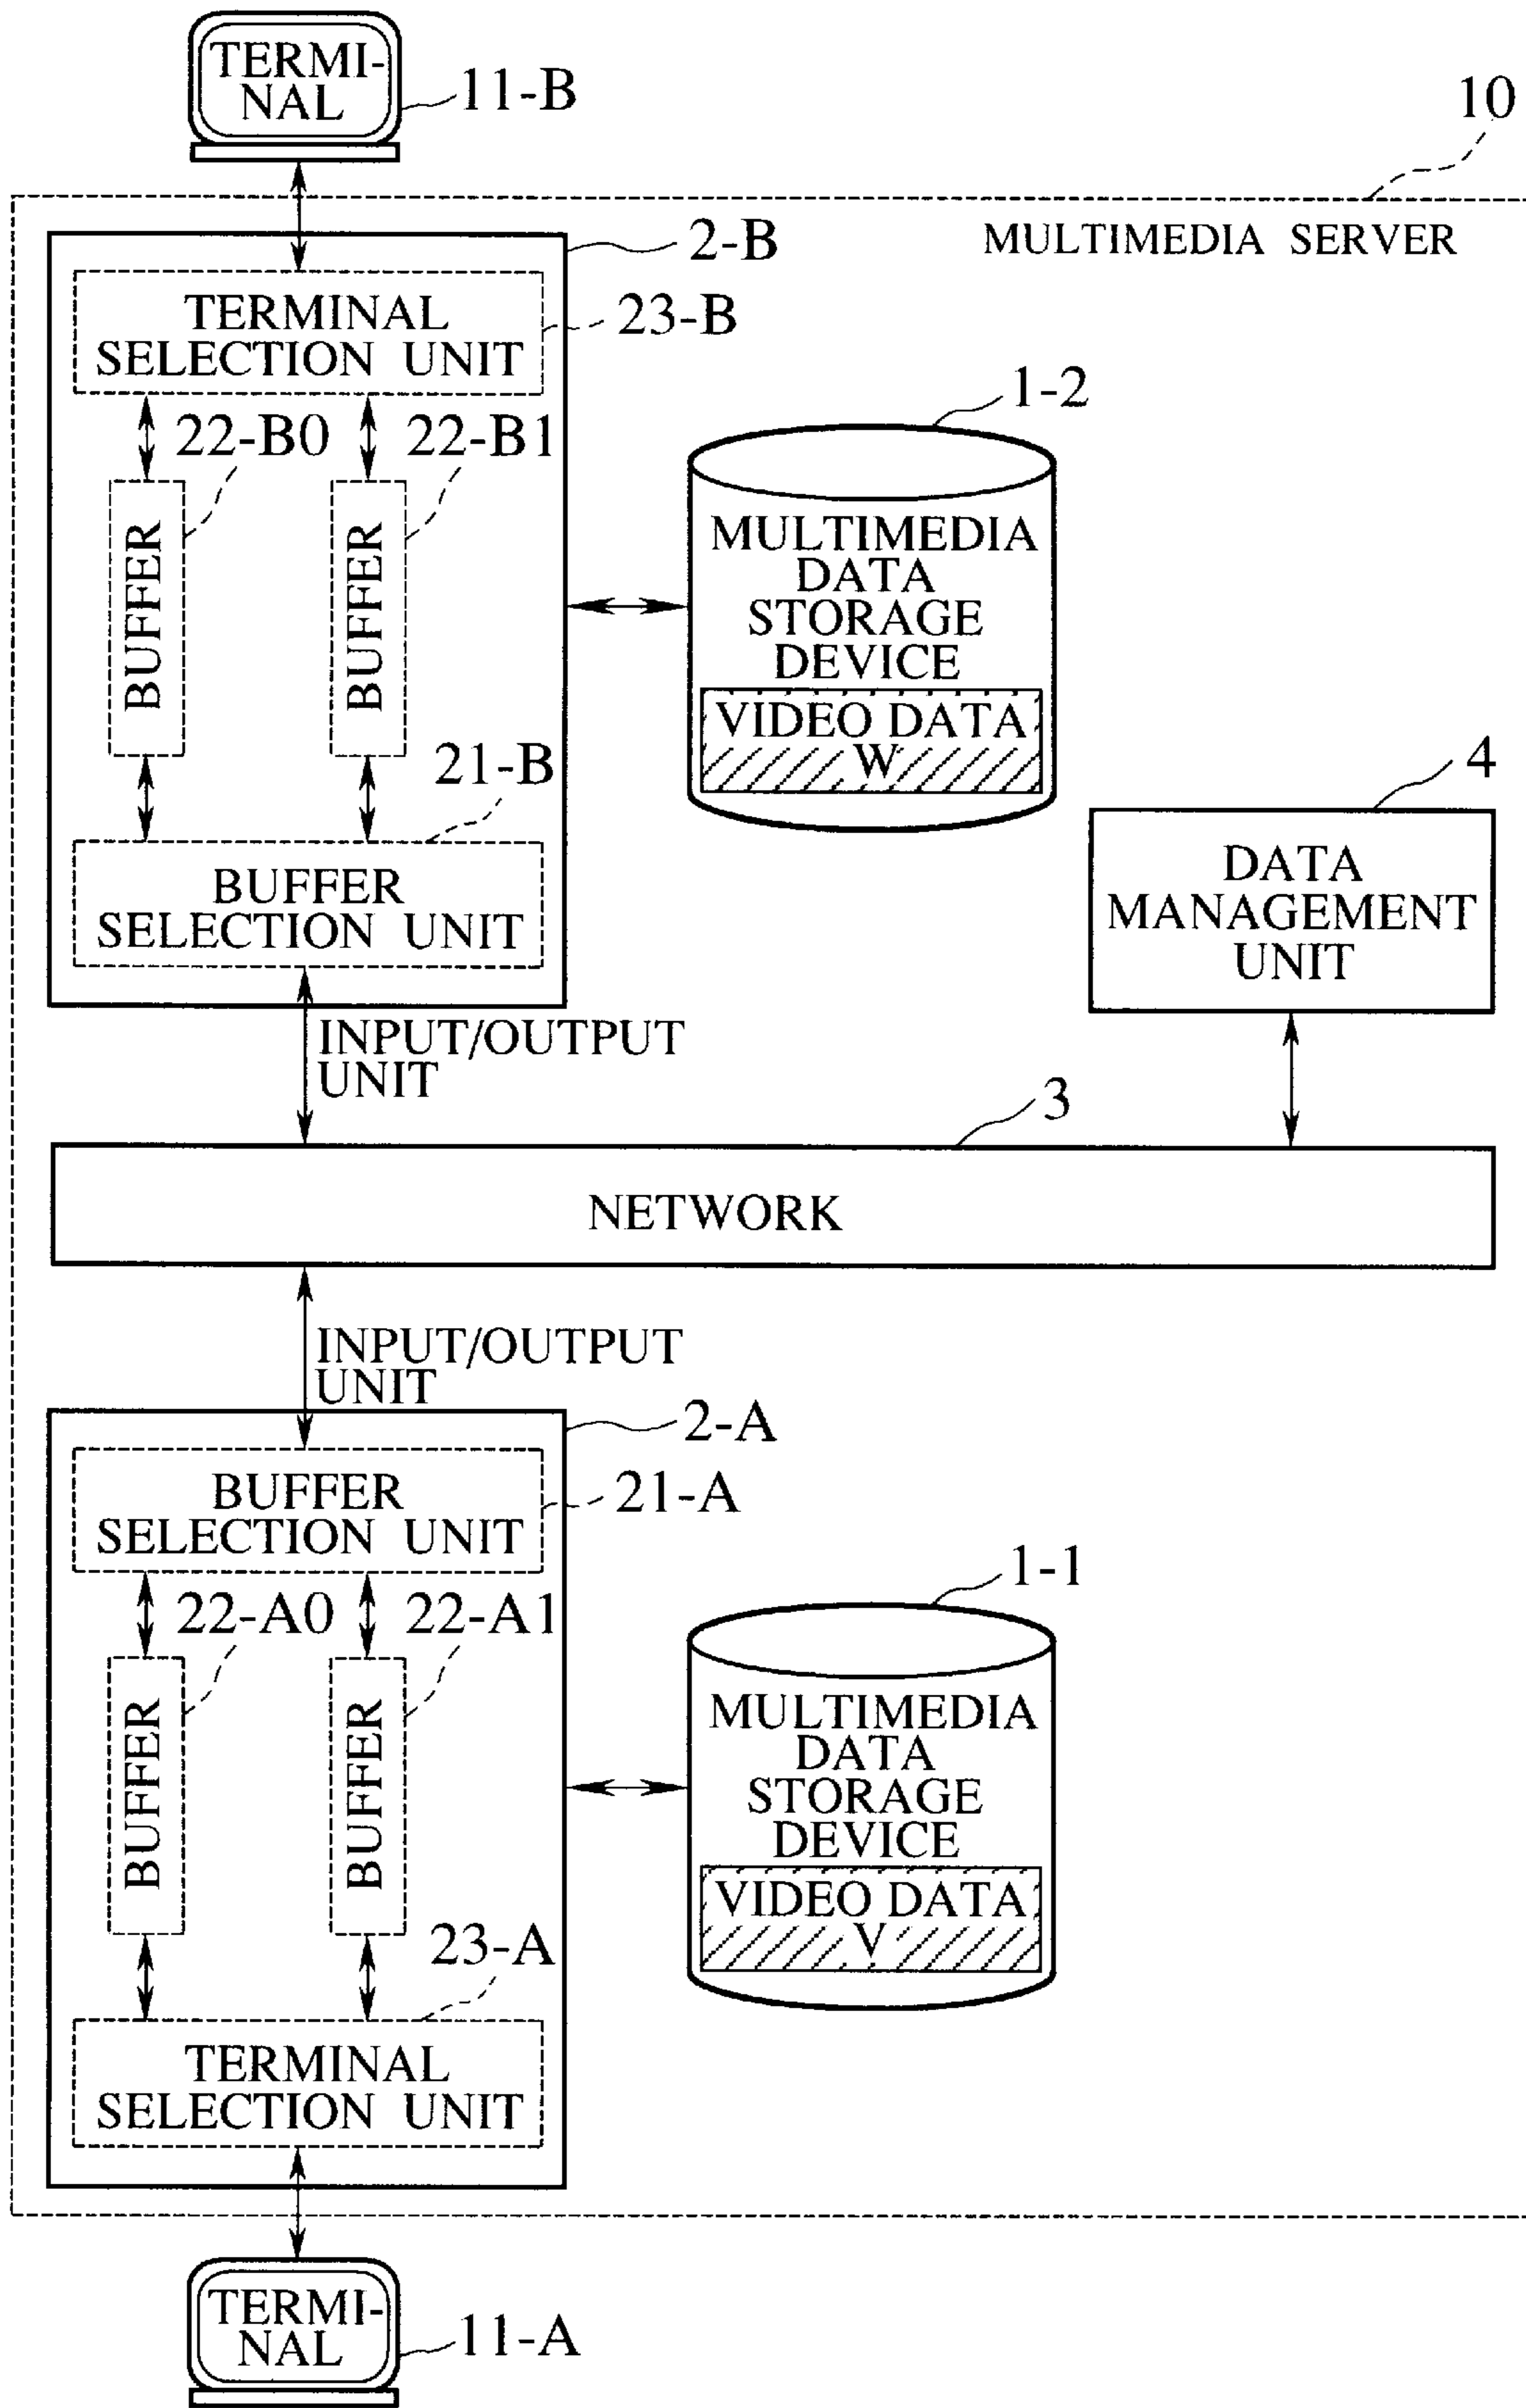 TERMI-
NAL
11-B
10
MULTIMEDIA SERVER
2-B
TERMINAL
SELECTION UNIT
23-B
22-B0
22-B1
BUFFER
BUFFER
1-2
MULTIMEDIA
DATA
STORAGE
DEVICE
VIDEO DATA
W
21-B
BUFFER
SELECTION UNIT
4
DATA
MANAGEMENT
UNIT
INPUT/OUTPUT
UNIT
3
NETWORK
INPUT/OUTPUT
UNIT
2-A
BUFFER
SELECTION UNIT
21-A
22-A0
22-A1
BUFFER
BUFFER
1-1
MULTIMEDIA
DATA
STORAGE
DEVICE
VIDEO DATA
V
23-A
TERMINAL
SELECTION UNIT
TERMI-
NAL
11-A